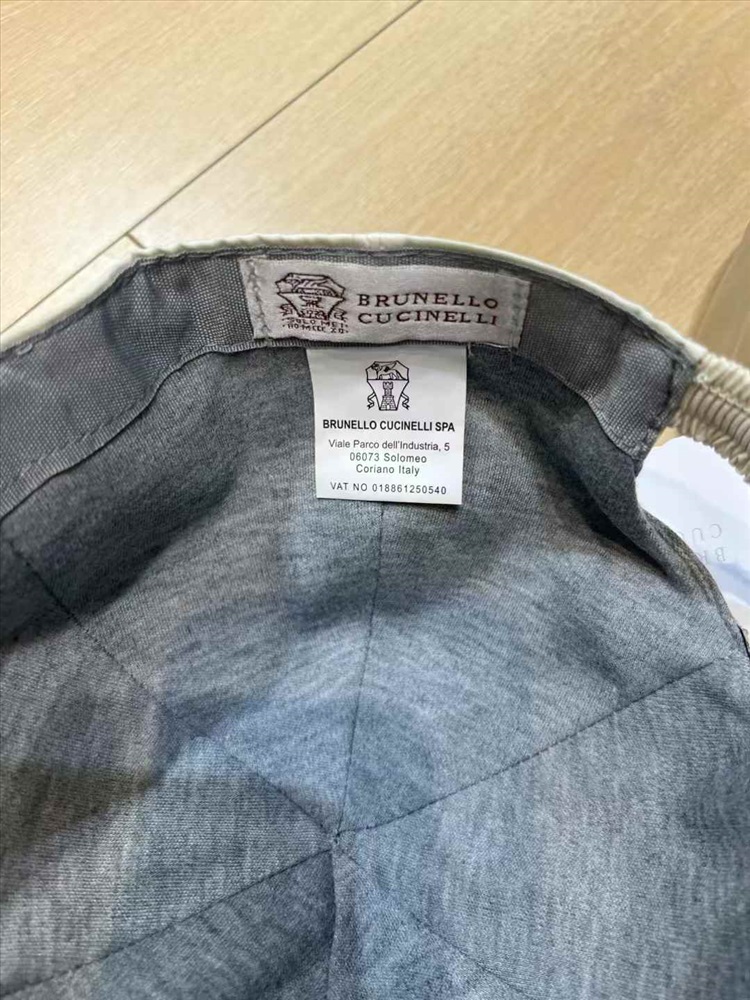 BRUNELLO
CUCINELLI
BRUNELLO CUCINELLI SPA
Viale Parco dell'Industria, 5
06073 Solomeo
Coriano Italy
VAT NO 018861250540